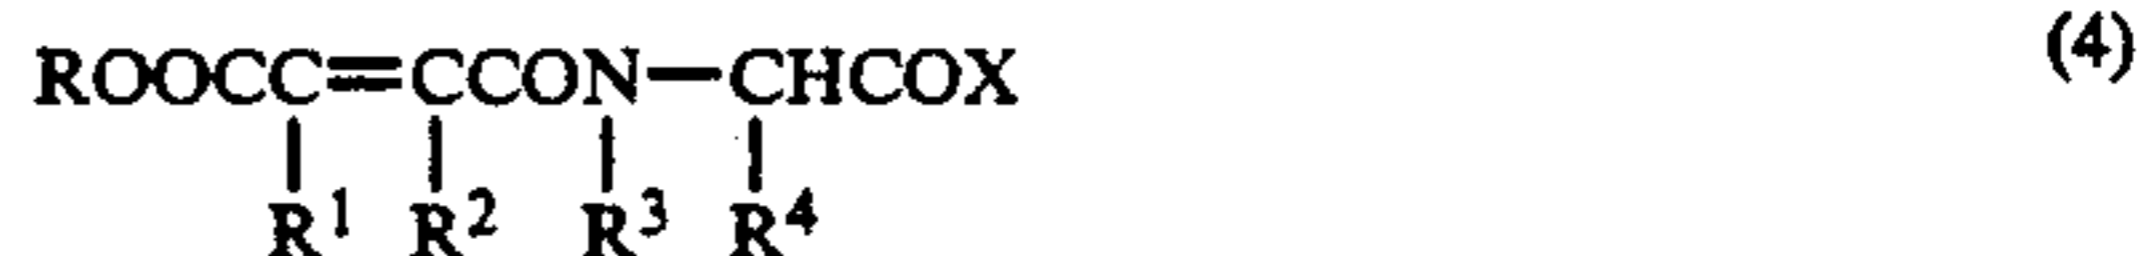 ROOCC=CCON—CHCOX (4)
R1 R2 R3 R4